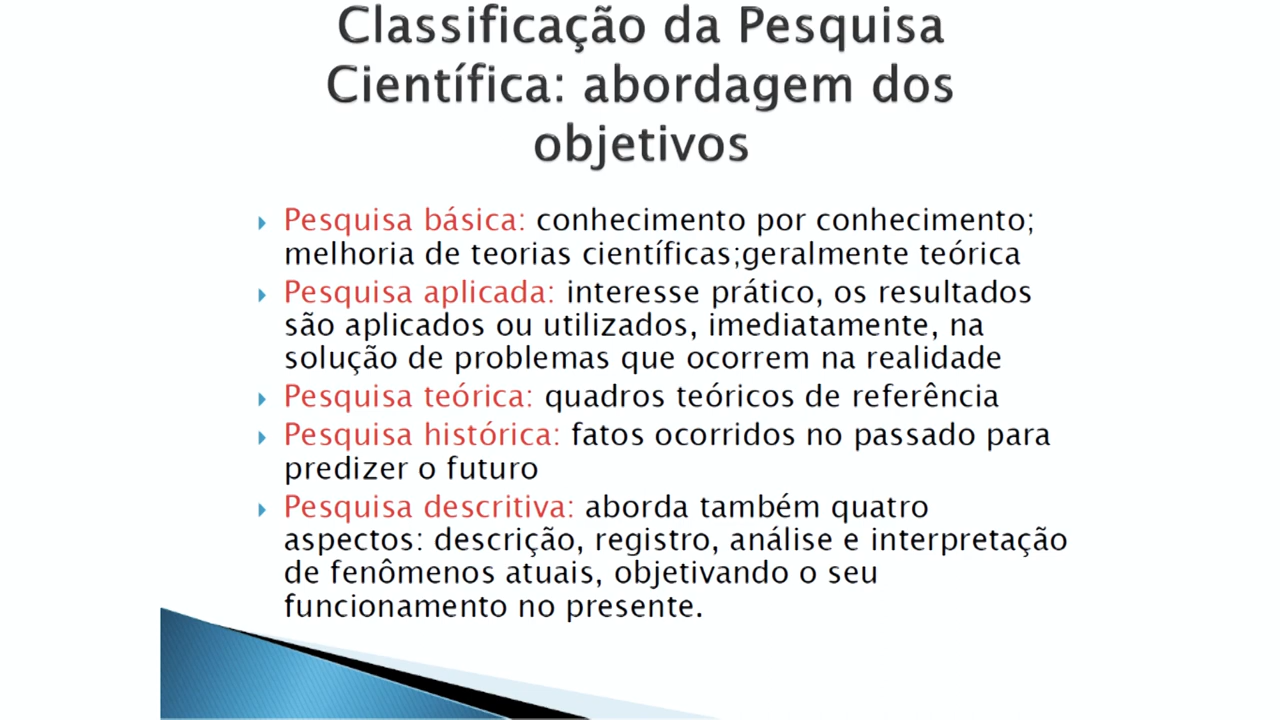 Classificação da Pesquisa
Científica: abordagem dos
objetivos
Pesquisa básica: conhecimento por conhecimento;
melhoria de teorias científicas;geralmente teórica
Pesquisa aplicada: interesse prático, os resultados
são aplicados ou utilizados, imediatamente, na
solução de problemas que ocorrem na realidade
Pesquisa teórica: quadros teóricos de referência
Pesquisa histórica: fatos ocorridos no passado para
predizer o futuro
Pesquisa descritiva: aborda também quatro
aspectos: descrição, registro, análise e interpretação
de fenômenos atuais, objetivando o seu
funcionamento no presente.